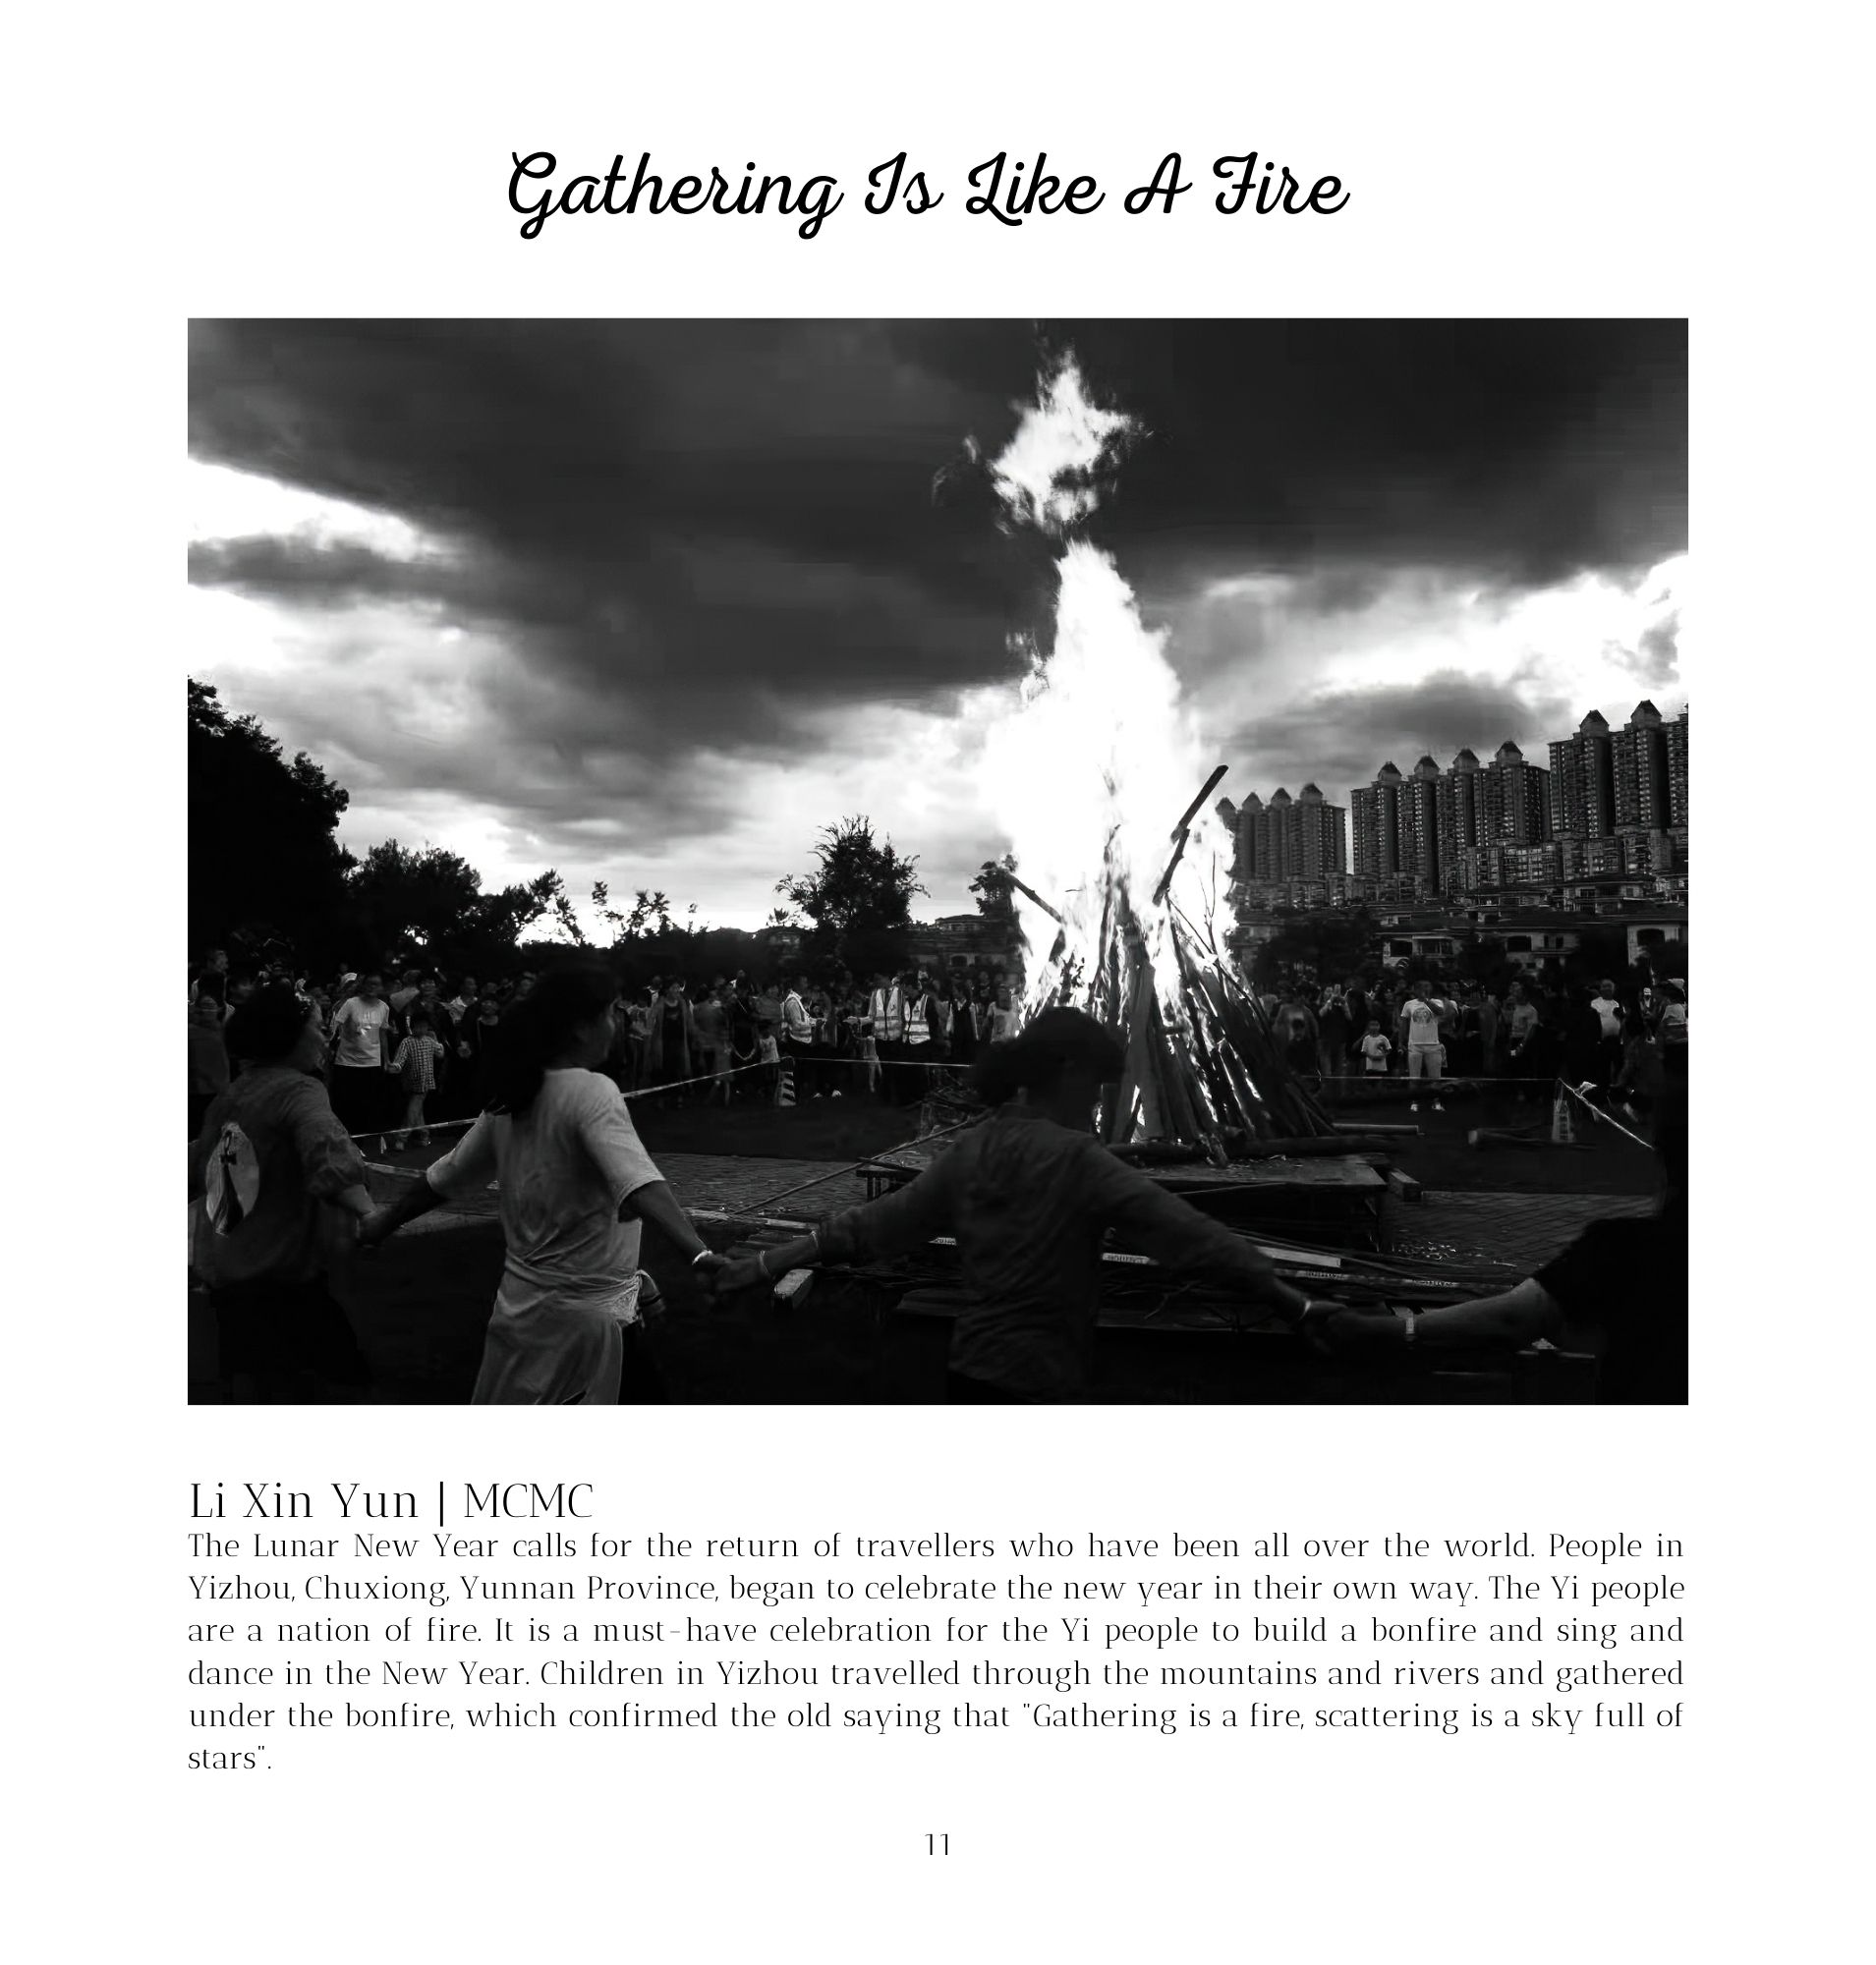 Gathering Is Like A Fire
Li Xin Yun | MCMC
The Lunar New Year calls for the return of travellers who have been all over the world. People in
Yizhou, Chuxiong, Yunnan Province, began to celebrate the new year in their own way. The Yi people
are a nation of fire. It is a must-have celebration for the Yi people to build a bonfire and sing and
dance in the New Year. Children in Yizhou travelled through the mountains and rivers and gathered
under the bonfire, which confirmed the old saying that "Gathering is a fire, scattering is a sky full of
stars".
11